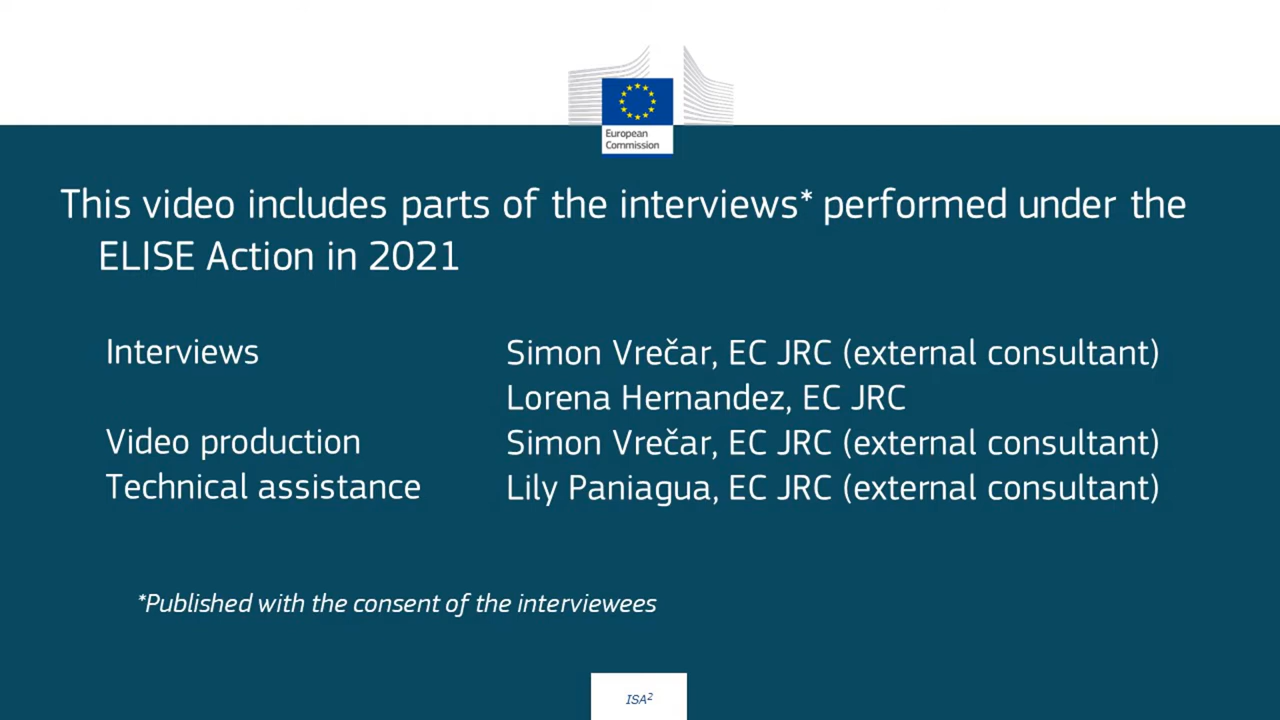 European
Commission
This video includes parts of the interviews* performed under the
ELISE Action in 2021
Interviews Simon Vrečar, EC JRC (external consultant)
Lorena Hernandez, EC JRC
Video production Simon Vrečar, EC JRC (external consultant)
Technical assistance Lily Paniagua, EC JRC (external consultant)
*Published with the consent of the interviewees
ISA²